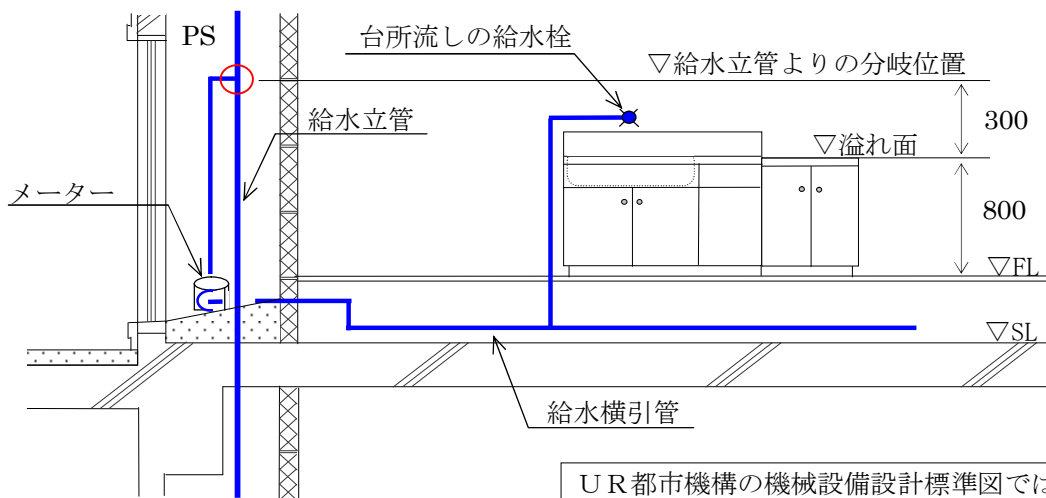 PS
台所流しの給水栓
▽給水立管よりの分岐位置
300
給水立管
▽溢れ面
メーター
800
▽FL
▽SL
給水横引管
ＵＲ都市機構の機械設備設計標準図では